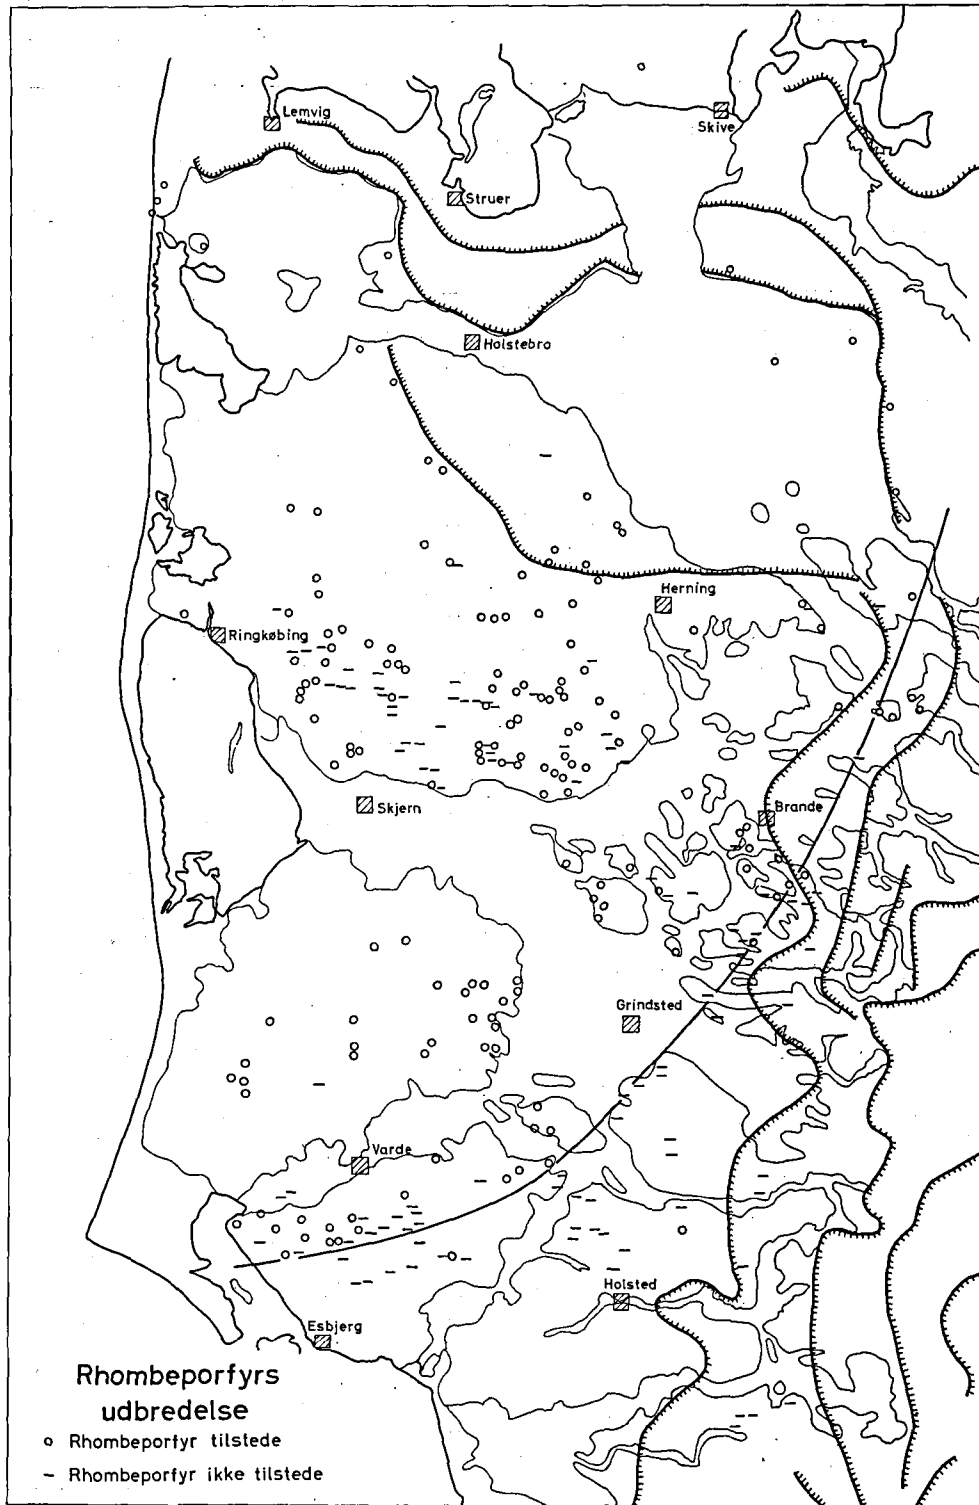 Lemvig
Skive
Struer
Holstebro
Herning
Ringkøbing
Skjern
Brande
Grindsted
Varde
Holsted
Esbjerg
Rhombeporfyrs
udbredelse
o Rhombeporfyr tilstede
– Rhombeporfyr ikke tilstede